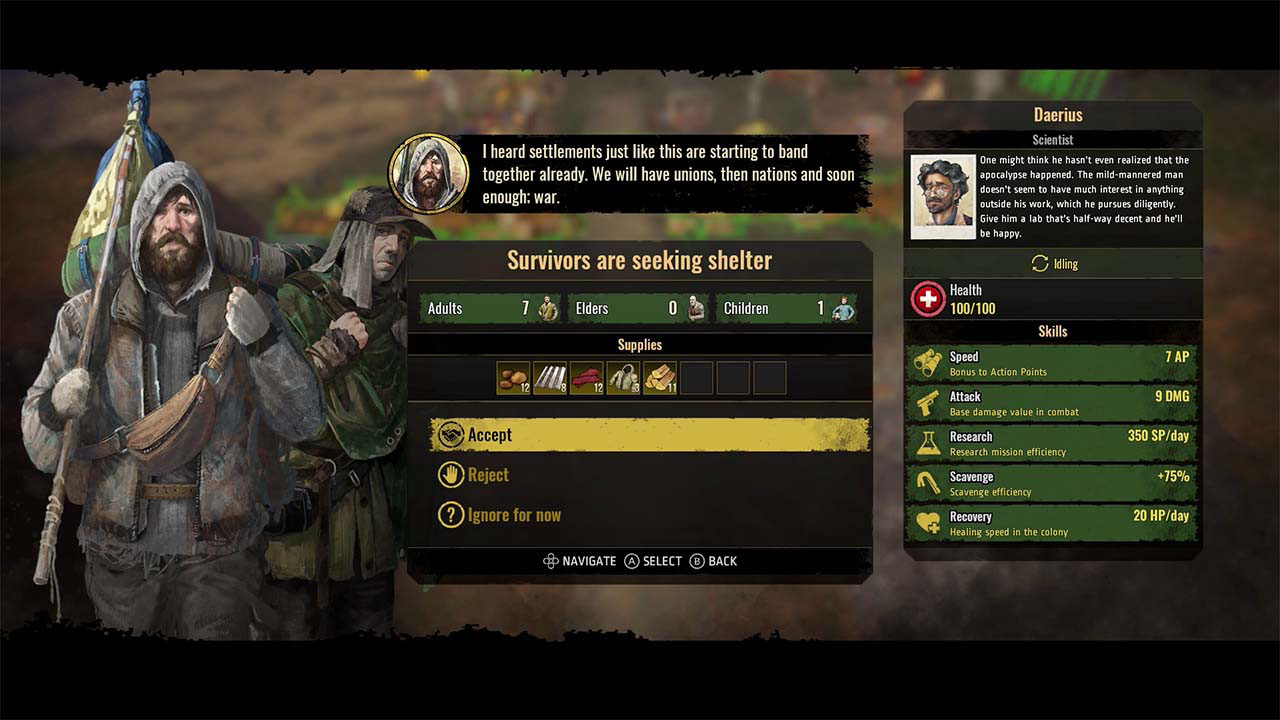 I heard settlements just like this are starting to band
together already. We will have unions, then nations and soon
enough; war.
Survivors are seeking shelter
Adults 7
Elders 0
Children 1
Supplies
12 8 12 3 11
Accept
Reject
? Ignore for now
NAVIGATE A SELECT B BACK
Daerius
Scientist
One might think he hasn't even realized that the
apocalypse happened. The mild-mannered man
doesn't seem to have much interest in anything
outside his work, which he pursues diligently.
Give him a lab that's half-way decent and he'll
be happy.
Idling
Health
100/100
Skills
Speed 7 AP
Bonus to Action Points
Attack 9 DMG
Base damage value in combat
Research 350 SP/day
Research mission efficiency
Scavenge +75%
Scavenge efficiency
Recovery 20 HP/day
Healing speed in the colony